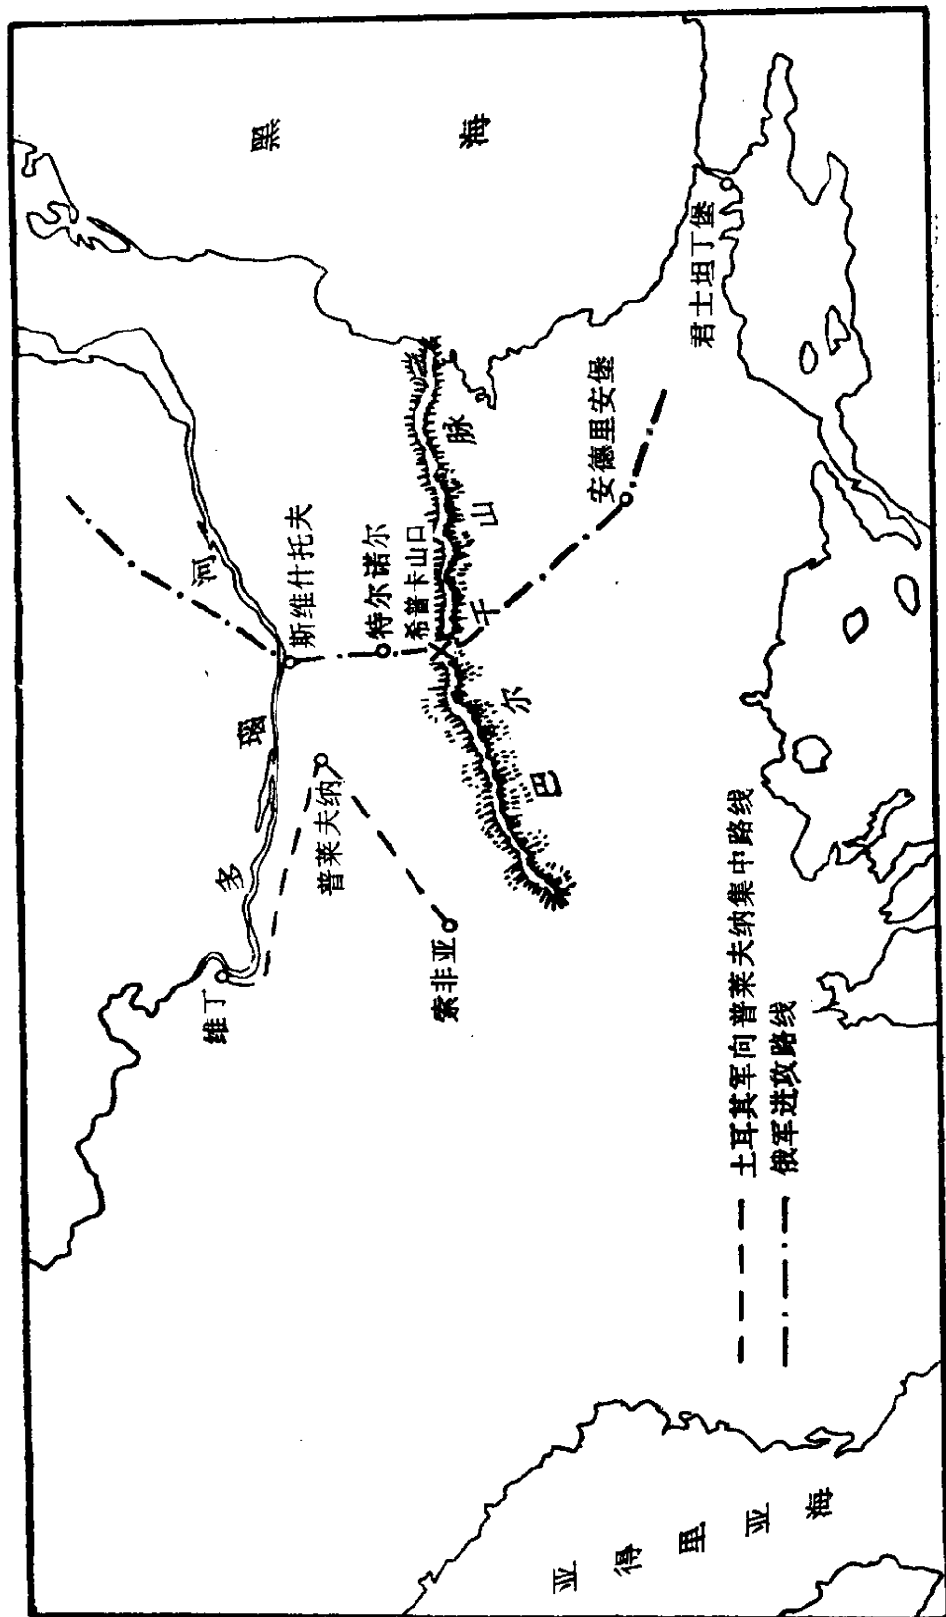 黑海
多瑙河
维丁
斯维什托夫
普莱夫纳
特尔诺尔
希普卡山口
索非亚
巴尔干山脉
安德里安堡
君士坦丁堡
亚得里亚海
土耳其军向普莱夫纳集中路线
俄军进攻路线